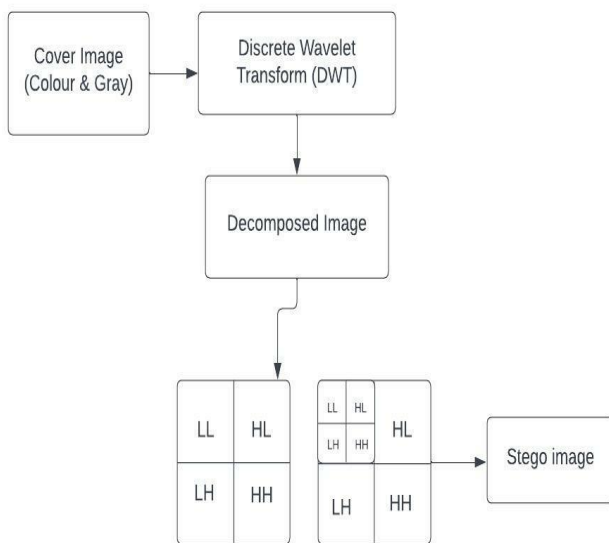 Cover Image
(Colour & Gray)
Discrete Wavelet
Transform (DWT)
Decomposed Image
LL HL
LH HH
LL HL
LH HH
HL
LH HH
Stego image